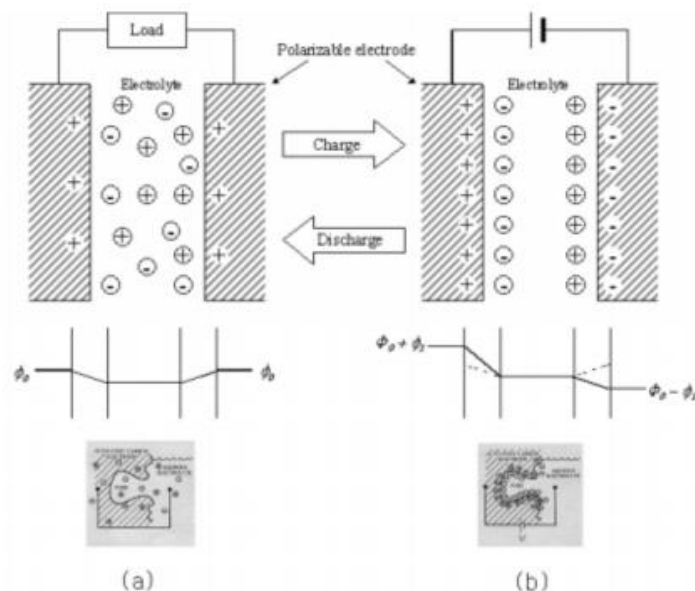 Load
Polarizable electrode
Electrolyte
Electrolyte
Charge
Discharge
ϕ₀
ϕ₀
Φ₀ + ϕ₁
Φ₀ − ϕ₁
(a)
(b)